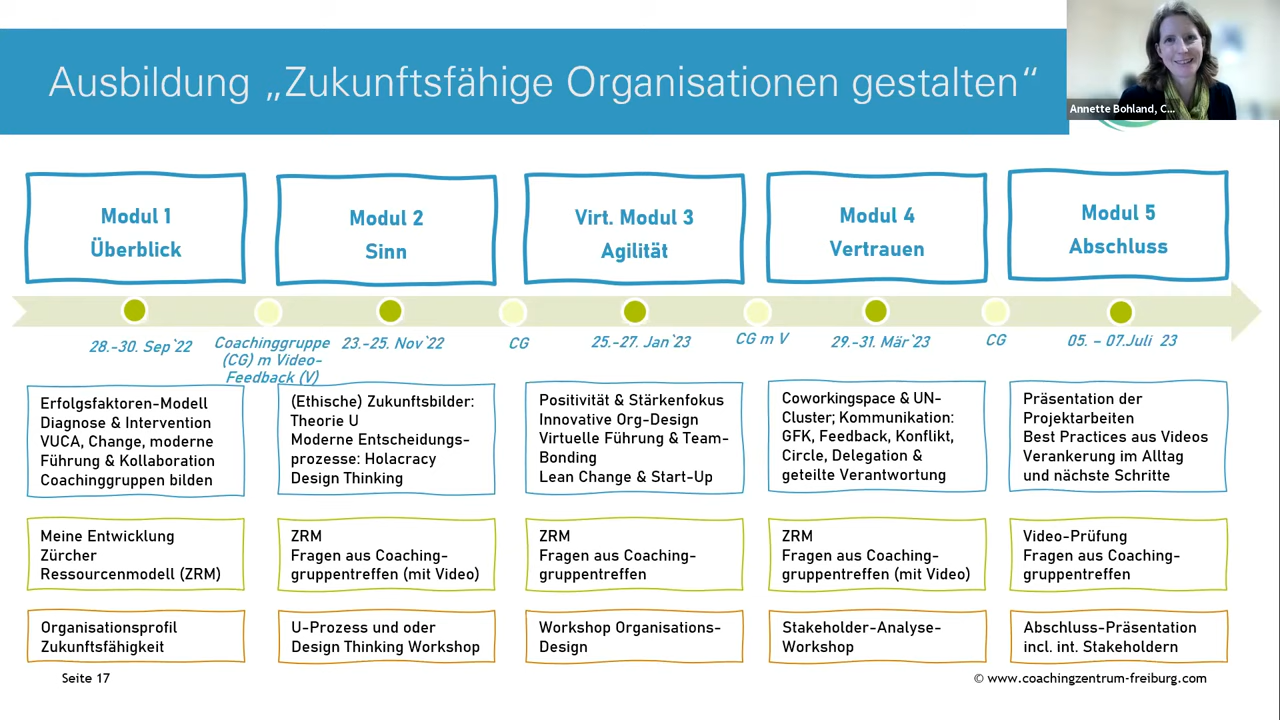 Ausbildung „Zukunftsfähige Organisationen gestalten“
Annette Bohland, C...
Modul 1
Überblick
Modul 2
Sinn
Virt. Modul 3
Agilität
Modul 4
Vertrauen
Modul 5
Abschluss
28.-30. Sep`22
Coachinggruppe
(CG) m Video-
Feedback (V)
23.-25. Nov`22
CG
25.-27. Jan`23
CG m V
29.-31. Mär`23
CG
05. – 07.Juli 23
Erfolgsfaktoren-Modell
Diagnose & Intervention
VUCA, Change, moderne
Führung & Kollaboration
Coachinggruppen bilden
(Ethische) Zukunftsbilder:
Theorie U
Moderne Entscheidungs-
prozesse: Holacracy
Design Thinking
Positivität & Stärkenfokus
Innovative Org-Design
Virtuelle Führung & Team-
Bonding
Lean Change & Start-Up
Coworkingspace & UN-
Cluster; Kommunikation:
GFK, Feedback, Konflikt,
Circle, Delegation &
geteilte Verantwortung
Präsentation der
Projektarbeiten
Best Practices aus Videos
Verankerung im Alltag
und nächste Schritte
Meine Entwicklung
Zürcher
Ressourcenmodell (ZRM)
ZRM
Fragen aus Coaching-
gruppentreffen (mit Video)
ZRM
Fragen aus Coaching-
gruppentreffen
ZRM
Fragen aus Coaching-
gruppentreffen (mit Video)
Video-Prüfung
Fragen aus Coaching-
gruppentreffen
Organisationsprofil
Zukunftsfähigkeit
U-Prozess und oder
Design Thinking Workshop
Workshop Organisations-
Design
Stakeholder-Analyse-
Workshop
Abschluss-Präsentation
incl. int. Stakeholdern
Seite 17
© www.coachingzentrum-freiburg.com